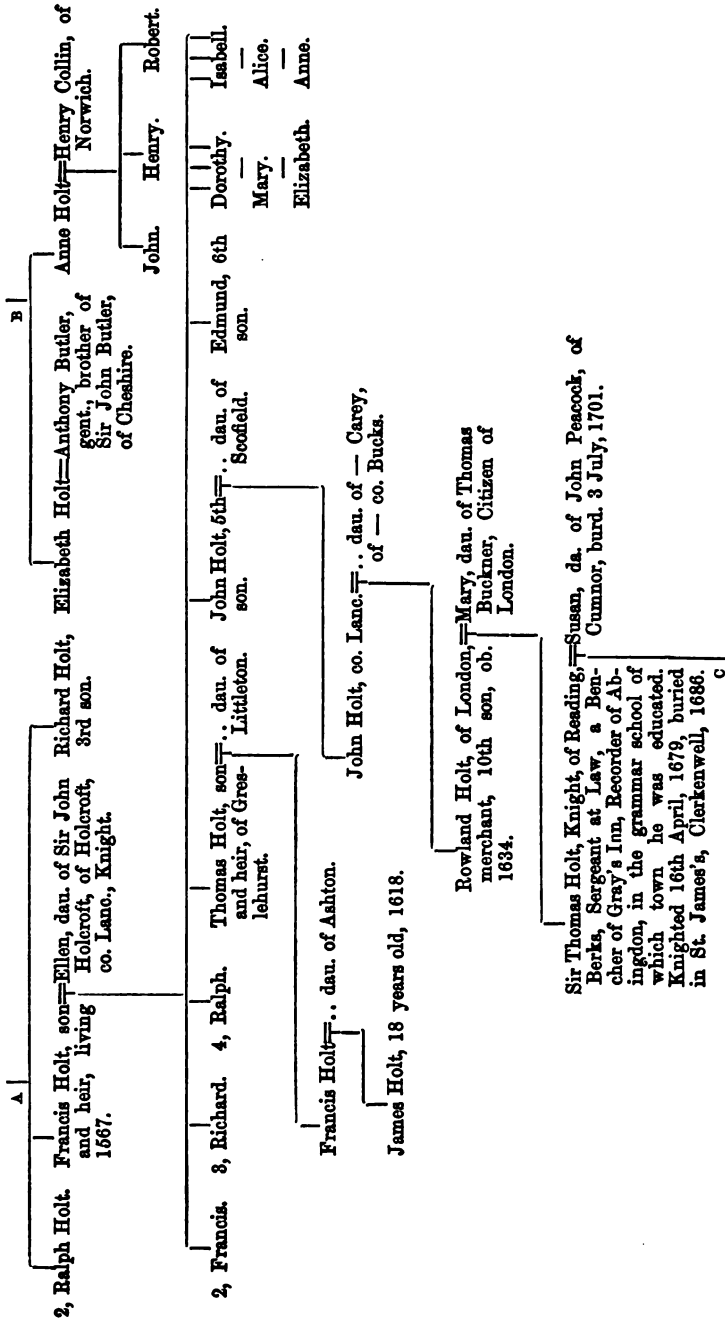 A
B
2, Ralph Holt.
Francis Holt, son=Ellen, dau. of Sir John
and heir, living Holcroft, of Holcroft,
1567. co. Lanc., Knight.
Richard Holt,
3rd son.
Elizabeth Holt=Anthony Butler,
gent., brother of
Sir John Butler,
of Cheshire.
Anne Holt=Henry Collin, of
Norwich.
John. Henry. Robert.
2, Francis. 3, Richard. 4, Ralph.
Thomas Holt, son=.. dau. of
and heir, of Gres- Littleton.
lehurst.
John Holt, 5th=.. dau. of
son. Scofield.
Edmund, 6th
son.
Dorothy. Isabell.
— —
Mary. Alice.
— —
Elizabeth. Anne.
Francis Holt=.. dau. of Ashton.
James Holt, 18 years old, 1618.
John Holt, co. Lanc.=.. dau. of — Carey,
of — co. Bucks.
Rowland Holt, of London,=Mary, dau. of Thomas
merchant, 10th son, ob. Buckner, Citizen of
1634. London.
Sir Thomas Holt, Knight, of Reading,=Susan, da. of John Peacock, of
Berks, Sergeant at Law, a Ben- Cumnor, burd. 3 July, 1701.
cher of Gray's Inn, Recorder of Ab-
ingdon, in the grammar school of
which town he was educated.
Knighted 16th April, 1679, buried
in St. James's, Clerkenwell, 1686.
C